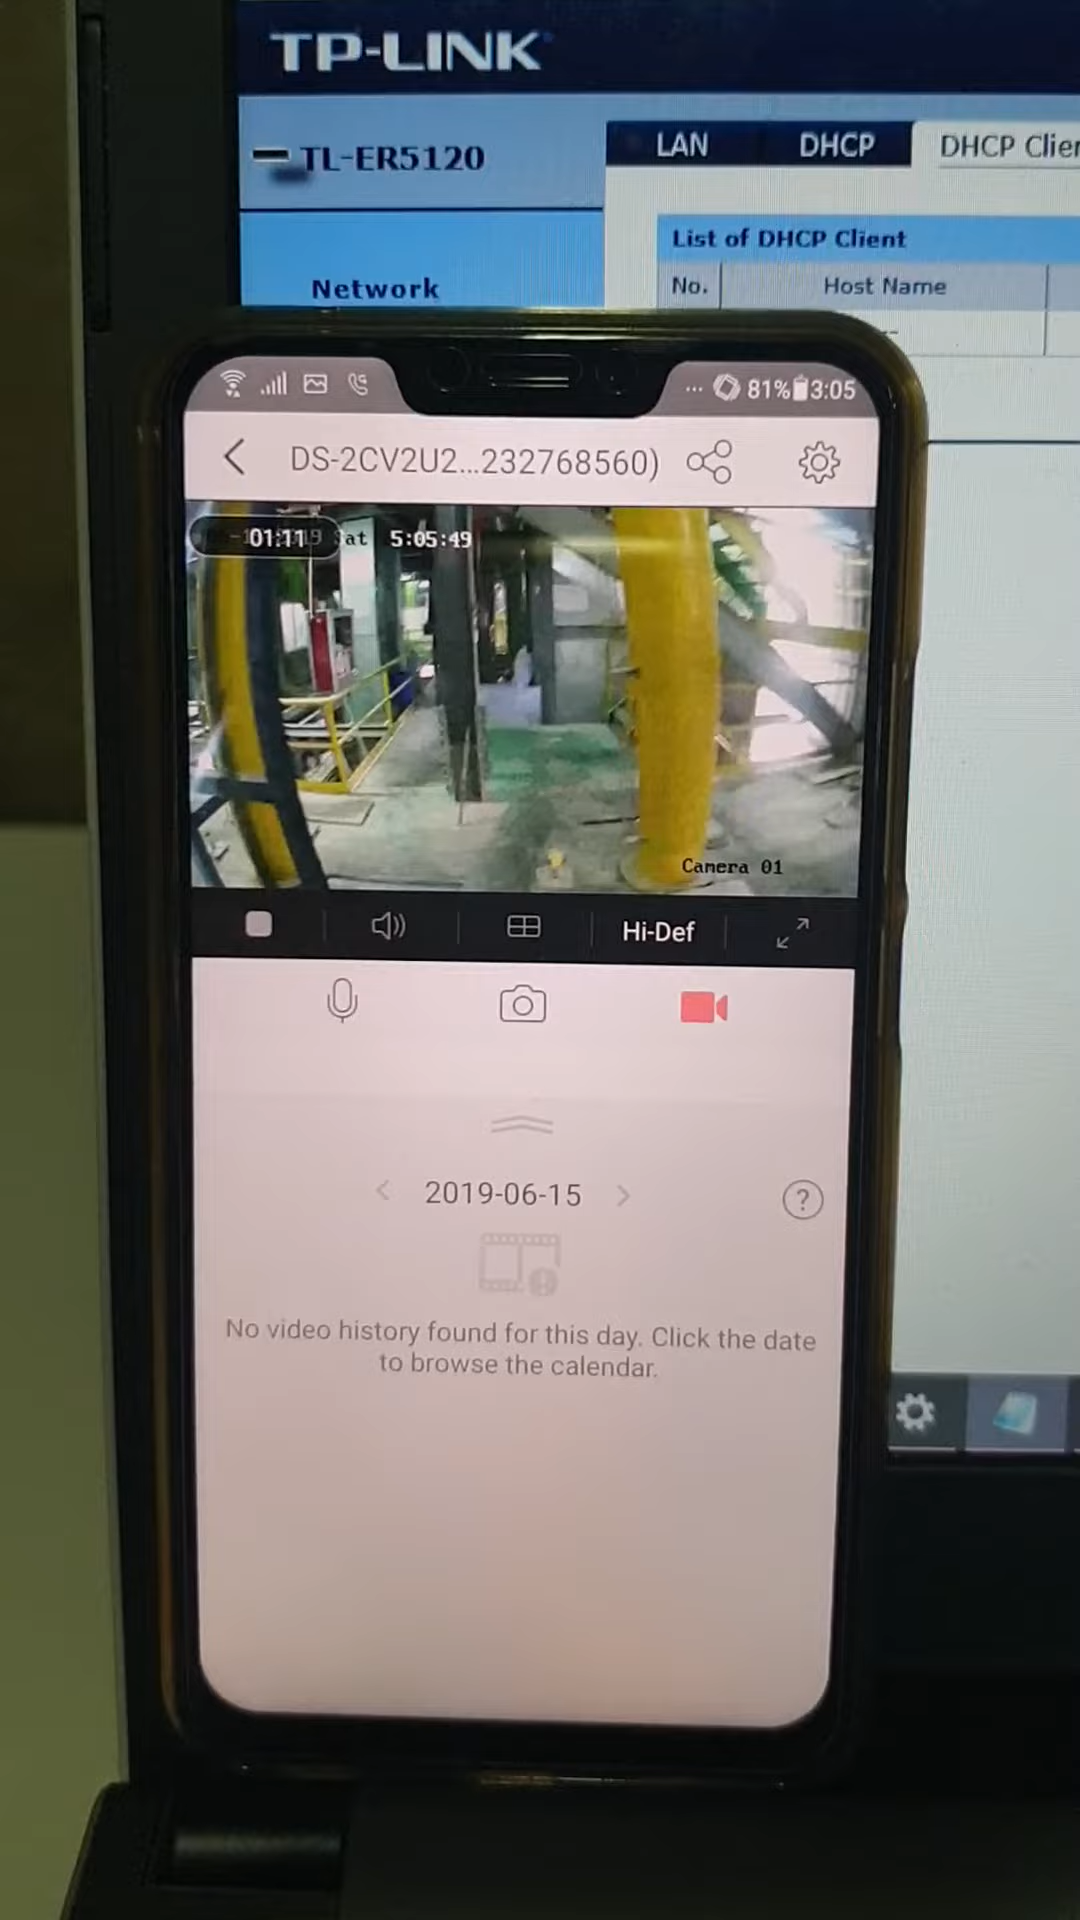 TP-LINK
TL-ER5120
LAN
DHCP
DHCP Clien
List of DHCP Client
No.
Host Name
Network
--
81%
3:05
DS-2CV2U2...232768560)
01:11
9 Sat 5:05:49
Camera 01
Hi-Def
2019-06-15
?
No video history found for this day. Click the date
to browse the calendar.